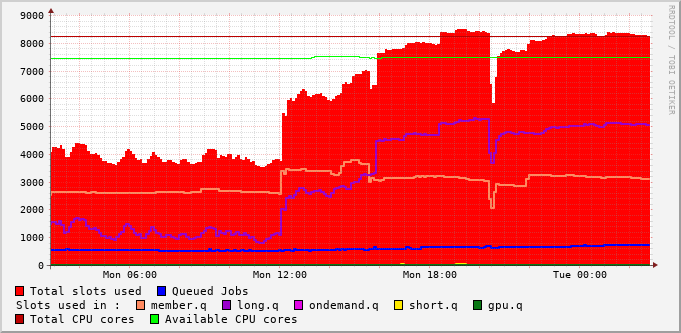 RRDTOOL / TOBI OETIKER
9000
8000
7000
6000
5000
4000
3000
2000
1000
0
Mon 06:00 Mon 12:00 Mon 18:00 Tue 00:00
Total slots used Queued Jobs
Slots used in : member.q long.q ondemand.q short.q gpu.q
Total CPU cores Available CPU cores